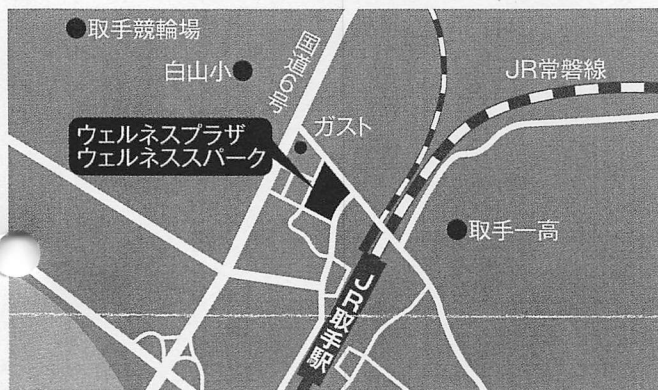 取手競輪場
白山小
国道6号
JR常磐線
ガスト
ウェルネスプラザ
ウェルネススパーク
取手一高
JR取手駅